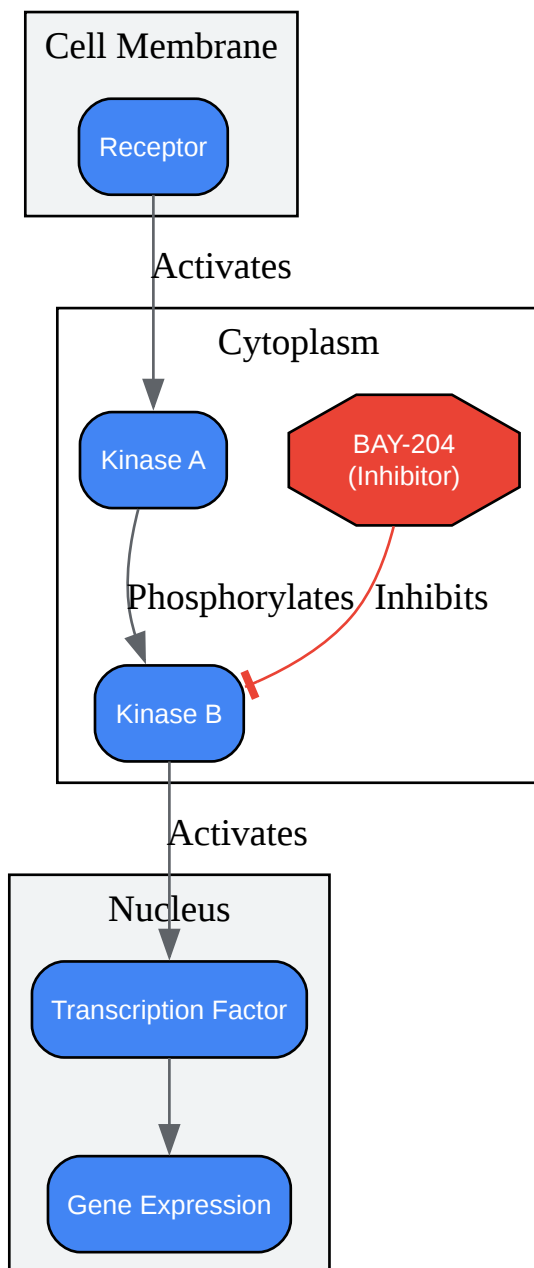 Cell Membrane
Receptor
Activates
Cytoplasm
Kinase A
BAY-204
(Inhibitor)
Phosphorylates
Inhibits
Kinase B
Activates
Nucleus
Transcription Factor
Gene Expression